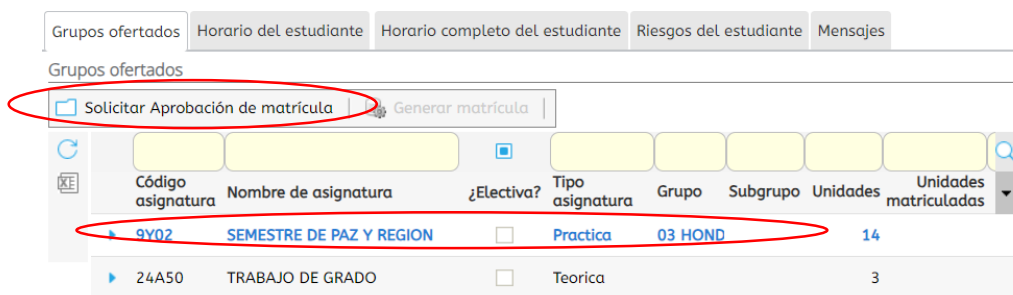 Grupos ofertados Horario del estudiante Horario completo del estudiante Riesgos del estudiante Mensajes
Grupos ofertados
Solicitar Aprobación de matrícula Generar matrícula
Código asignatura Nombre de asignatura ¿Electiva? Tipo asignatura Grupo Subgrupo Unidades Unidades matriculadas
9Y02 SEMESTRE DE PAZ Y REGION Practica 03 HOND 14
24A50 TRABAJO DE GRADO Teorica 3